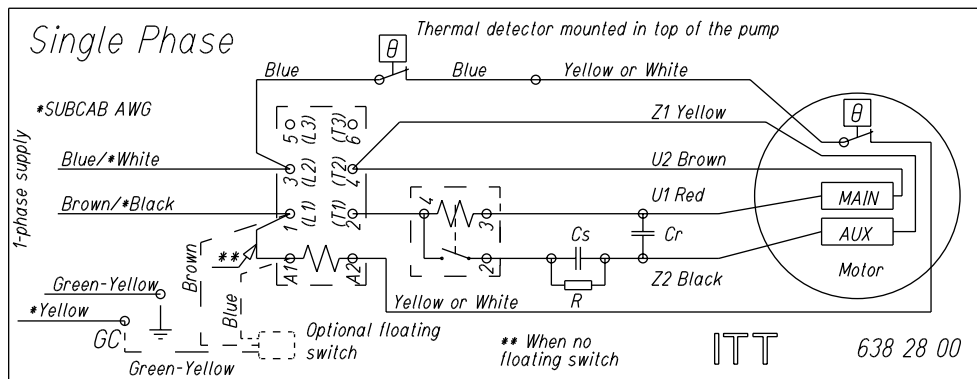 Single Phase
Thermal detector mounted in top of the pump
θ
Blue
Blue
Yellow or White
*SUBCAB AWG
θ
5
(L3)
(T3)
6
Z1 Yellow
1-phase supply
Blue/*White
3
(L2)
(T2)
4
U2 Brown
Brown/*Black
1
(L1)
(T1)
2
4
3
U1 Red
MAIN
**
Brown
A1
A2
2
Cs
Cr
AUX
R
Z2 Black
Motor
Green-Yellow
Blue
Yellow or White
*Yellow
GC
Optional floating
switch
Green-Yellow
** When no
floating switch
ITT
638 28 00